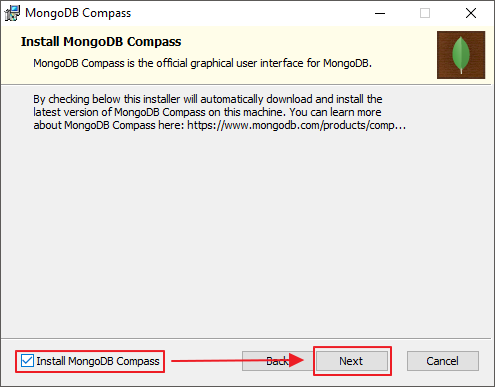 MongoDB Compass
Install MongoDB Compass
MongoDB Compass is the official graphical user interface for MongoDB.
By checking below this installer will automatically download and install the
latest version of MongoDB Compass on this machine. You can learn more
about MongoDB Compass here: https://www.mongodb.com/products/comp...
Install MongoDB Compass
Back
Next
Cancel